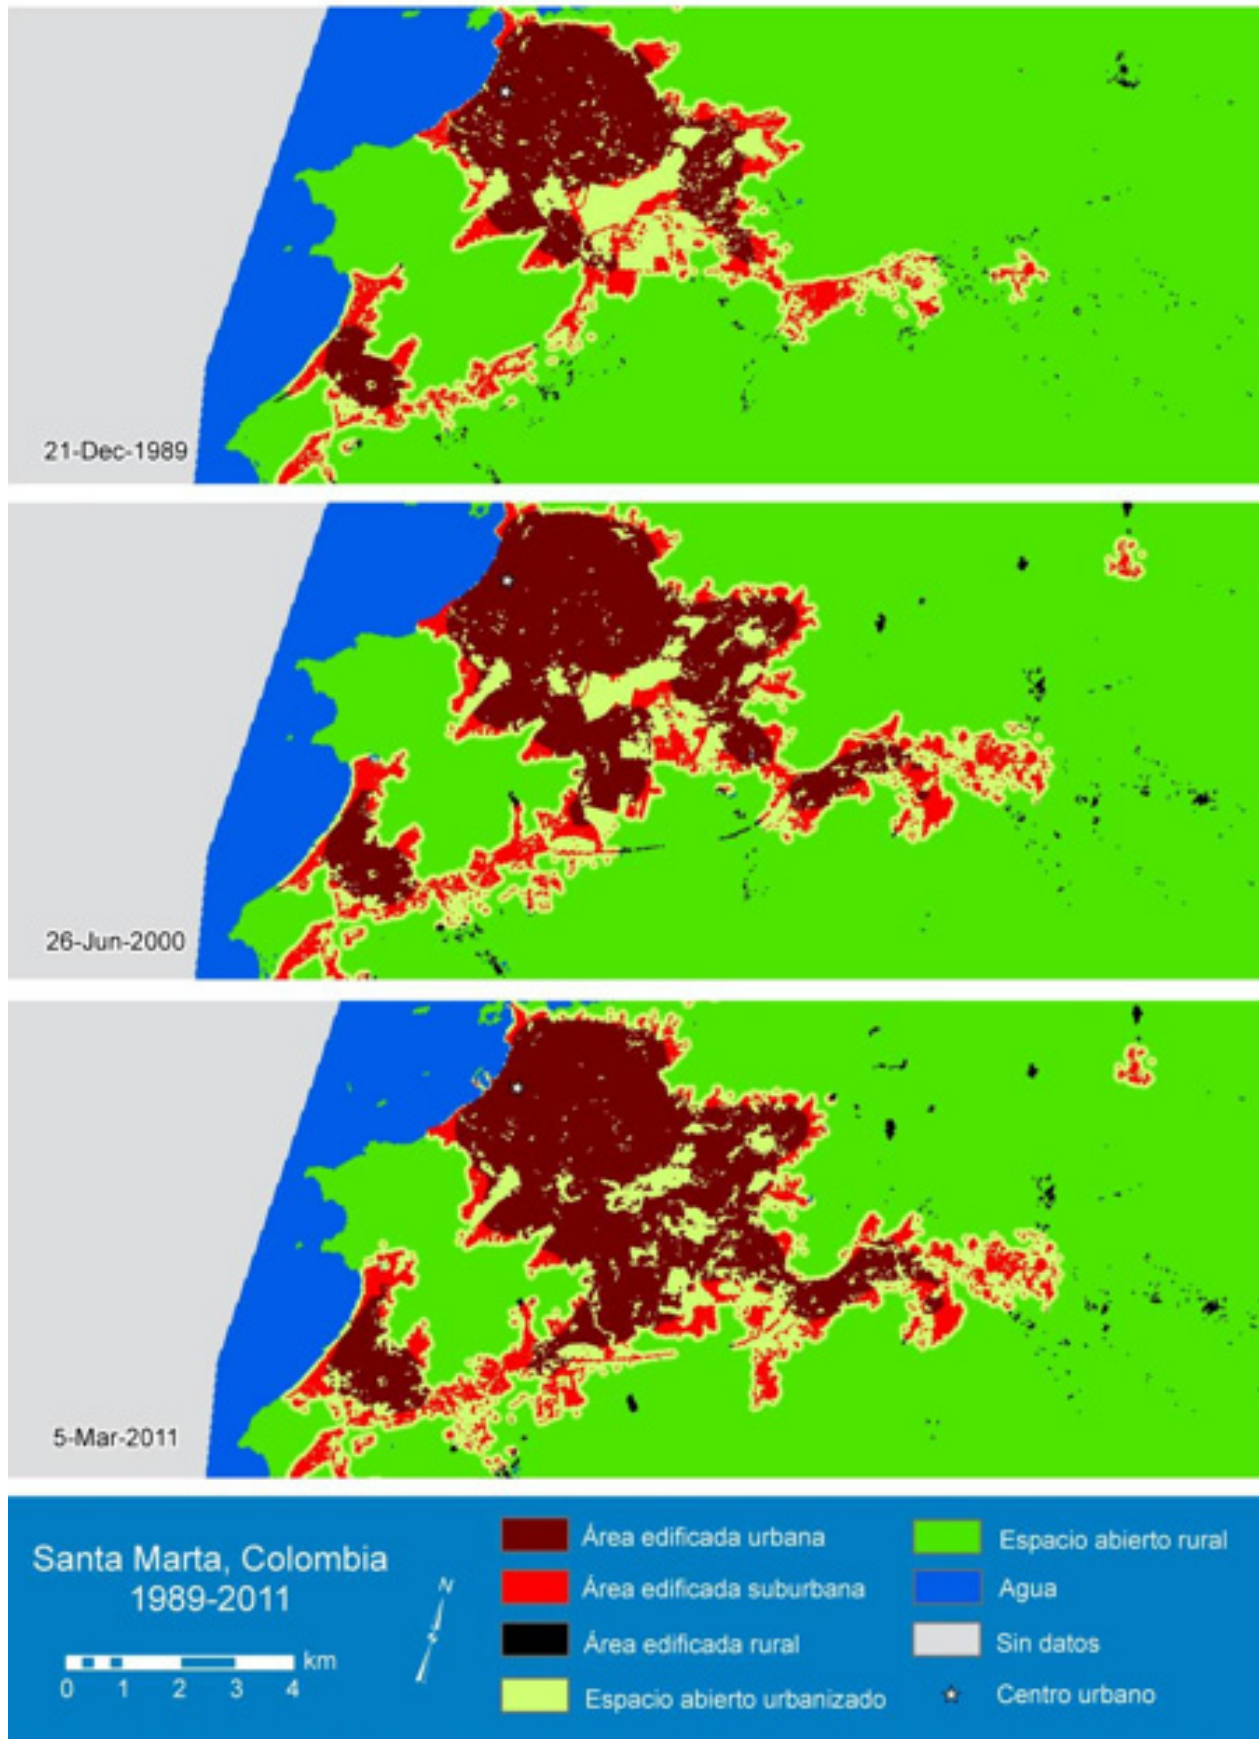 21-Dec-1989
26-Jun-2000
5-Mar-2011
Santa Marta, Colombia
1989-2011
N
km
0 1 2 3 4
Área edificada urbana
Área edificada suburbana
Área edificada rural
Espacio abierto urbanizado
Espacio abierto rural
Agua
Sin datos
Centro urbano